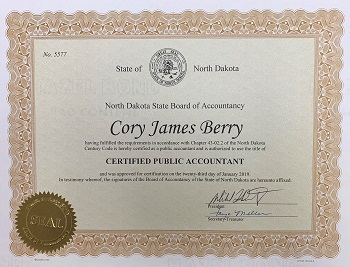 No. 5577
State of North Dakota
North Dakota State Board of Accountancy
Cory James Berry
having fulfilled the requirements in accordance with Chapter 43-02.2 of the North Dakota
Century Code is hereby certified as a public accountant and is authorized to use the title of
CERTIFIED PUBLIC ACCOUNTANT
and was approved for certification on the twenty-third day of January 2019.
In testimony whereof, the signatures of the Board of Accountancy of the State of North Dakota are hereunto affixed:
President
Secretary-Treasurer
SEAL